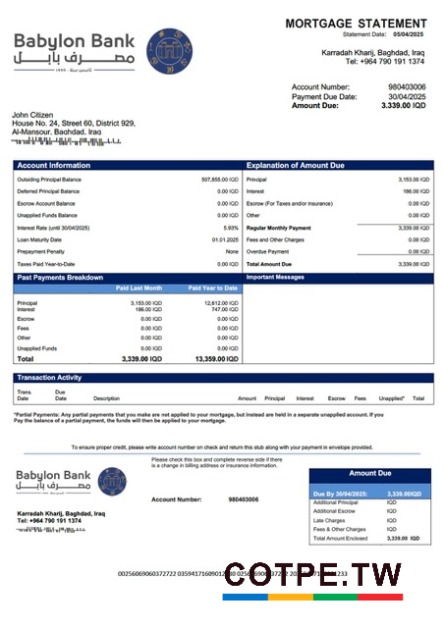 MORTGAGE STATEMENT
Statement Date: 05/04/2025
Babylon Bank
مصرف بابل
Karradah Kharij, Baghdad, Iraq
Tel: +964 790 191 1374
Account Number: 980403006
Payment Due Date: 30/04/2025
Amount Due: 3.339.00 IQD
John Citizen
House No. 24, Street 60, District 929,
Al-Mansour, Baghdad, Iraq
Account Information
Outsiding Principal Balance 507,855.00 IQD
Deferred Principal Balance 0.00 IQD
Escrow Account Balance 0.00 IQD
Unapplied Funds Balance 0.00 IQD
Interest Rate (until 30/04/2025) 5.93%
Loan Maturity Date 01.01.2025
Prepayment Penalty None
Taxes Paid Year-to-Date 0.00 IQD
Explanation of Amount Due
Principal 3,153.00 IQD
Interest 186.00 IQD
Escrow (For Taxes and/or insurance) 0.00 IQD
Other 0.00 IQD
Regular Monthly Payment 3,339.00 IQD
Fees and Other Charges 0.00 IQD
Overdue Payment 0.00 IQD
Total Amount Due 3,339.00 IQD
Past Payments Breakdown
Paid Last Month Paid Year to Date
Principal 3,153.00 IQD 12,612.00 IQD
Interest 186.00 IQD 747.00 IQD
Escrow 0.00 IQD 0.00 IQD
Fees 0.00 IQD 0.00 IQD
Other 0.00 IQD 0.00 IQD
Unapplied Funds 0.00 IQD 0.00 IQD
Total 3,339.00 IQD 13,359.00 IQD
Important Messages
Transaction Activity
Trans. Date Due Date Description Amount Principal Interest Escrow Fees Unapplied* Total
*Partial Payments: Any partial payments that you make are not applied to your mortgage, but instead are held in a separate unapplied account. If you
Pay the balance of a partial payment, the funds will then be applied to your mortgage.
To ensure proper credit, please write account number on check and return this stub along with your payment in envelope provided.
Babylon Bank
مصرف بابل
Karradah Kharij, Baghdad, Iraq
Tel: +964 790 191 1374
Please check this box and complete reverse side if there
is a change in billing address or insurance information.
Account Number: 980403006
Amount Due
Due By 30/04/2025: 3,339.00IQD
Additional Principal IQD
Additional Escrow IQD
Late Charges IQD
Fees & Other Charges IQD
Total Amount Enclosed 3,339.00 IQD
COTPE.TW